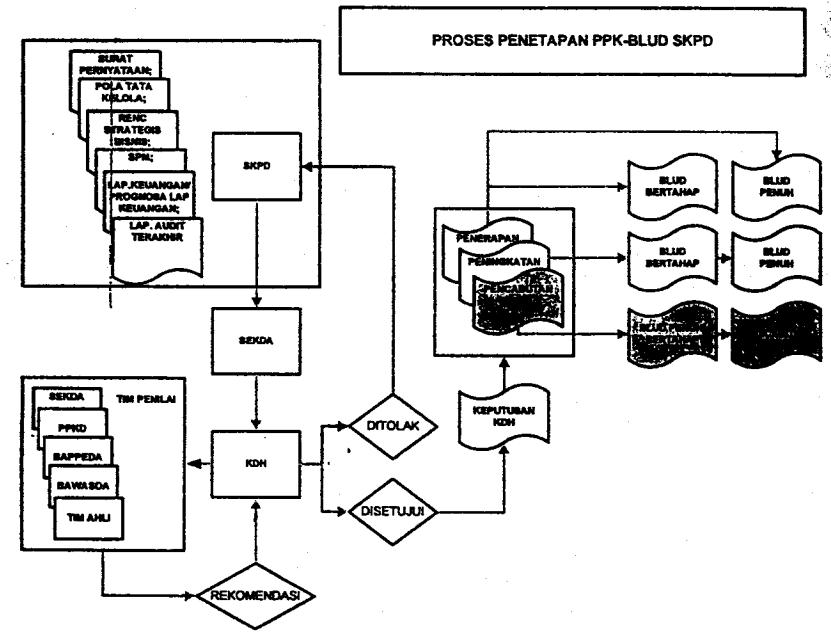 PROSES PENETAPAN PPK-BLUD SKPD
SURAT
PERNYATAAN;
POLA TATA
KELOLA;
RENC
STRATEGIS
BISNIS;
SPM;
LAP.KEUANGAN/
PROGNOSA LAP
KEUANGAN;
LAP. AUDIT
TERAKHIR
SKPD
SEKDA
TIM PENILAI
SEKDA
PPKD
BAPPEDA
BAWASDA
TIM AHLI
KDH
REKOMENDASI
DITOLAK
DISETUJUI
KEPUTUSAN
KDH
PENERAPAN
PENINGKATAN
PENCABUTAN
BLUD
BERTAHAP
BLUD
PENUH
BLUD
BERTAHAP
BLUD
PENUH
BLUD